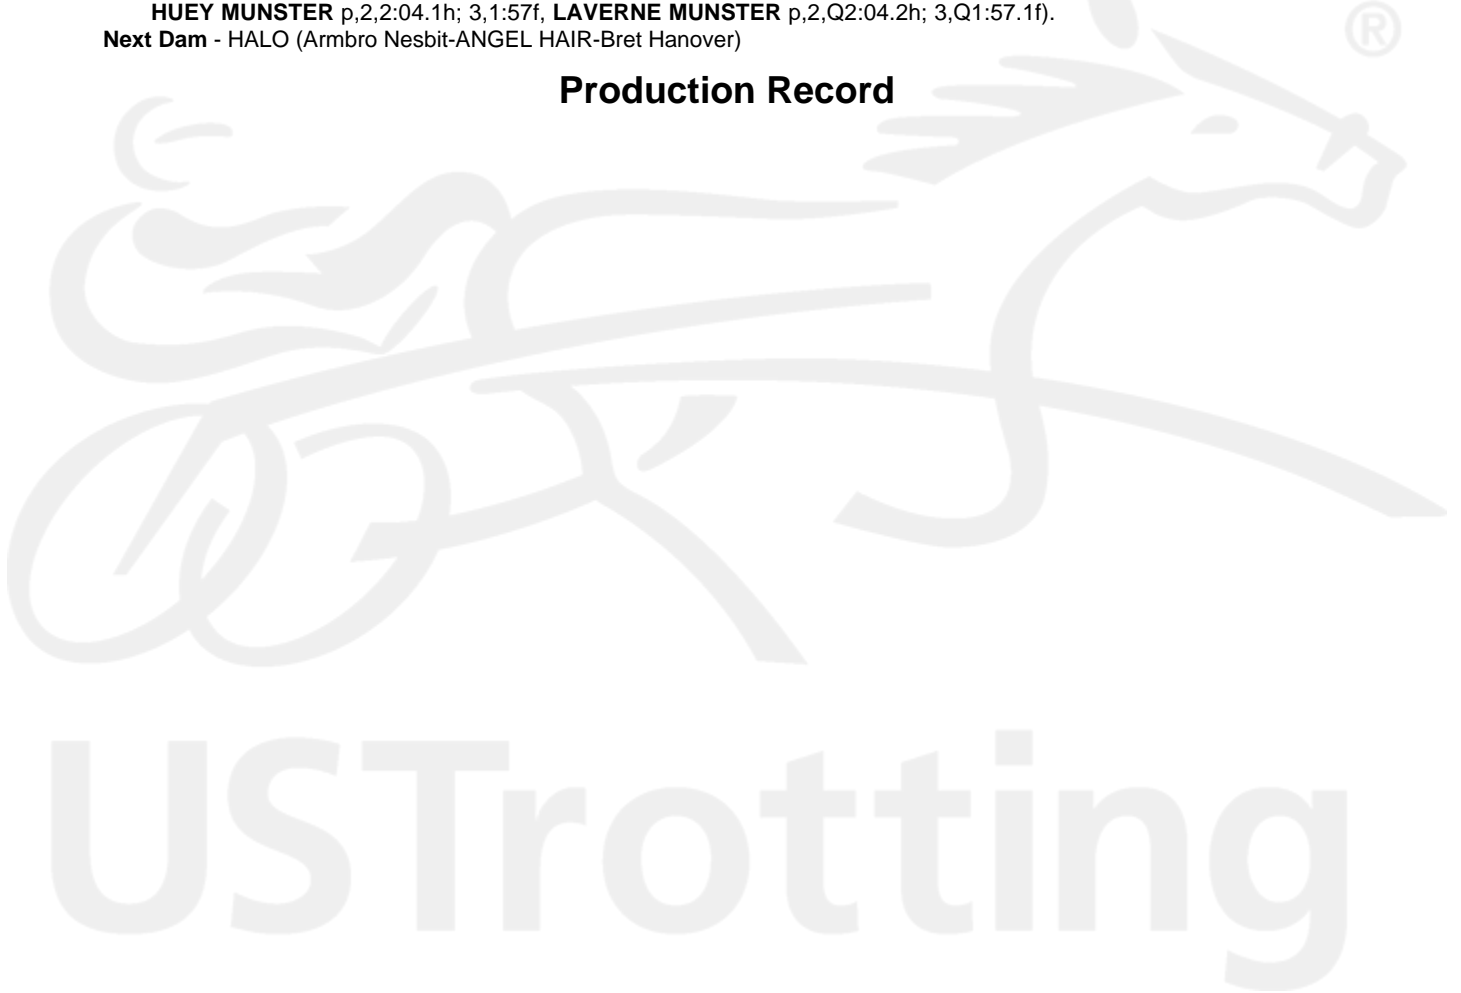 HUEY MUNSTER p,2,2:04.1h; 3,1:57f, LAVERNE MUNSTER p,2,Q2:04.2h; 3,Q1:57.1f).
Next Dam - HALO (Armbro Nesbit-ANGEL HAIR-Bret Hanover)
®
Production Record
USTrotting